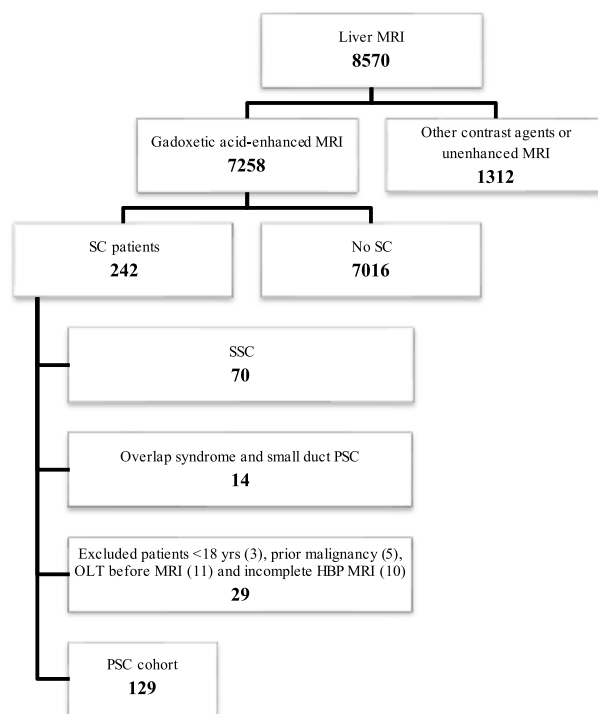 Liver MRI
8570
Gadoxetic acid-enhanced MRI
7258
Other contrast agents or
unenhanced MRI
1312
SC patients
242
No SC
7016
SSC
70
Overlap syndrome and small duct PSC
14
Excluded patients <18 yrs (3), prior malignancy (5),
OLT before MRI (11) and incomplete HBP MRI (10)
29
PSC cohort
129